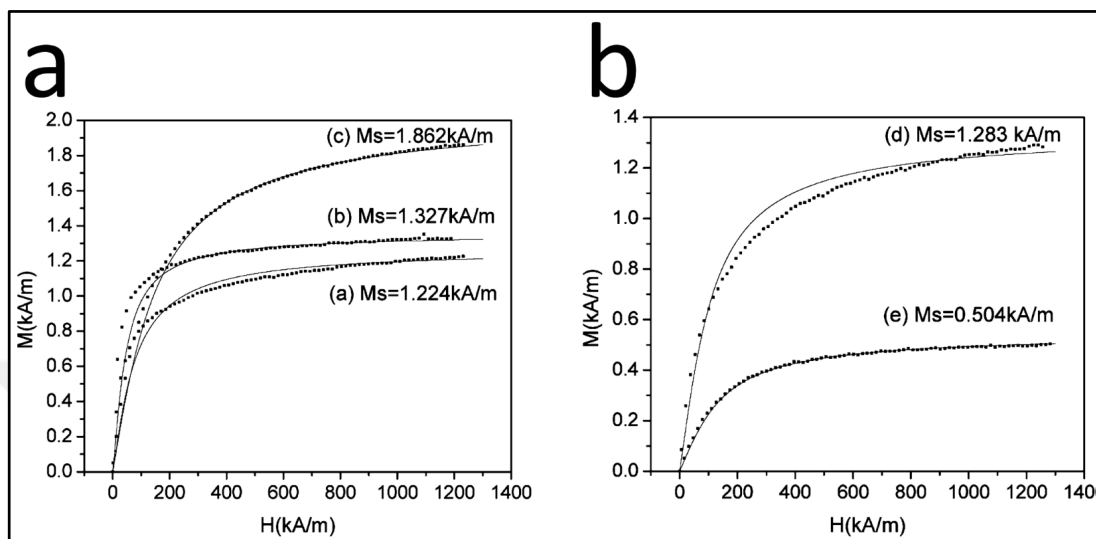 a
b
2.0
1.8
1.6
1.4
1.2
1.0
0.8
0.6
0.4
0.2
0.0
M(kA/m)
(c) Ms=1.862kA/m
(b) Ms=1.327kA/m
(a) Ms=1.224kA/m
0 200 400 600 800 1000 1200 1400
H(kA/m)
1.4
1.2
1.0
0.8
0.6
0.4
0.2
0.0
M(kA/m)
(d) Ms=1.283 kA/m
(e) Ms=0.504kA/m
0 200 400 600 800 1000 1200 1400
H(kA/m)